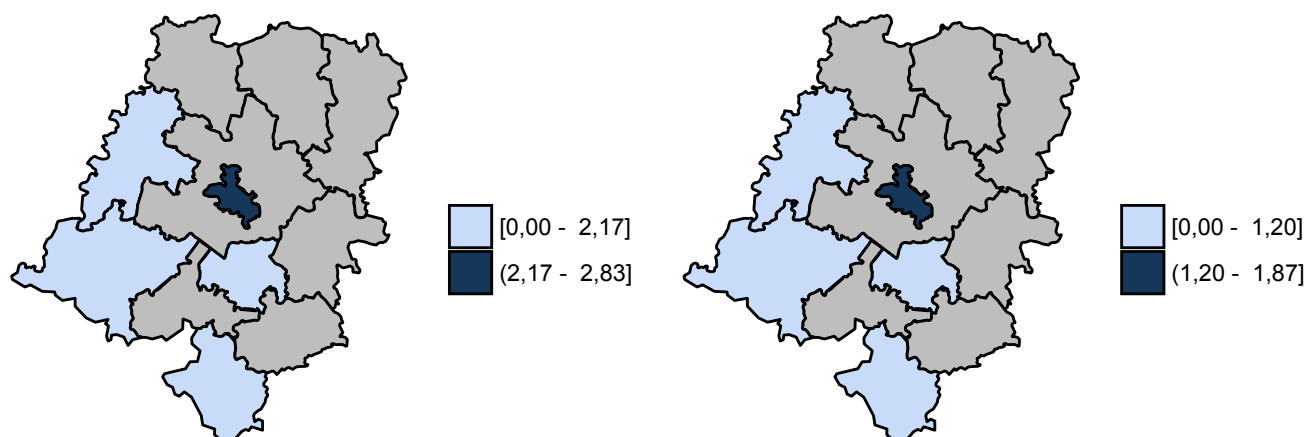 [0,00 - 2,17]
(2,17 - 2,83]
[0,00 - 1,20]
(1,20 - 1,87]